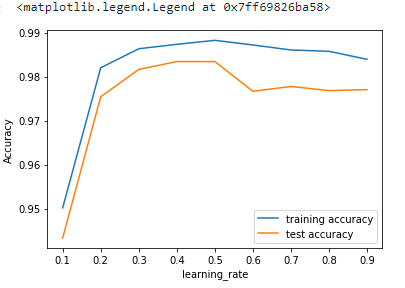 <matplotlib.legend.Legend at 0x7ff69826ba58>
0.99
0.98
0.97
0.96
0.95
Accuracy
training accuracy
test accuracy
0.1 0.2 0.3 0.4 0.5 0.6 0.7 0.8 0.9
learning_rate